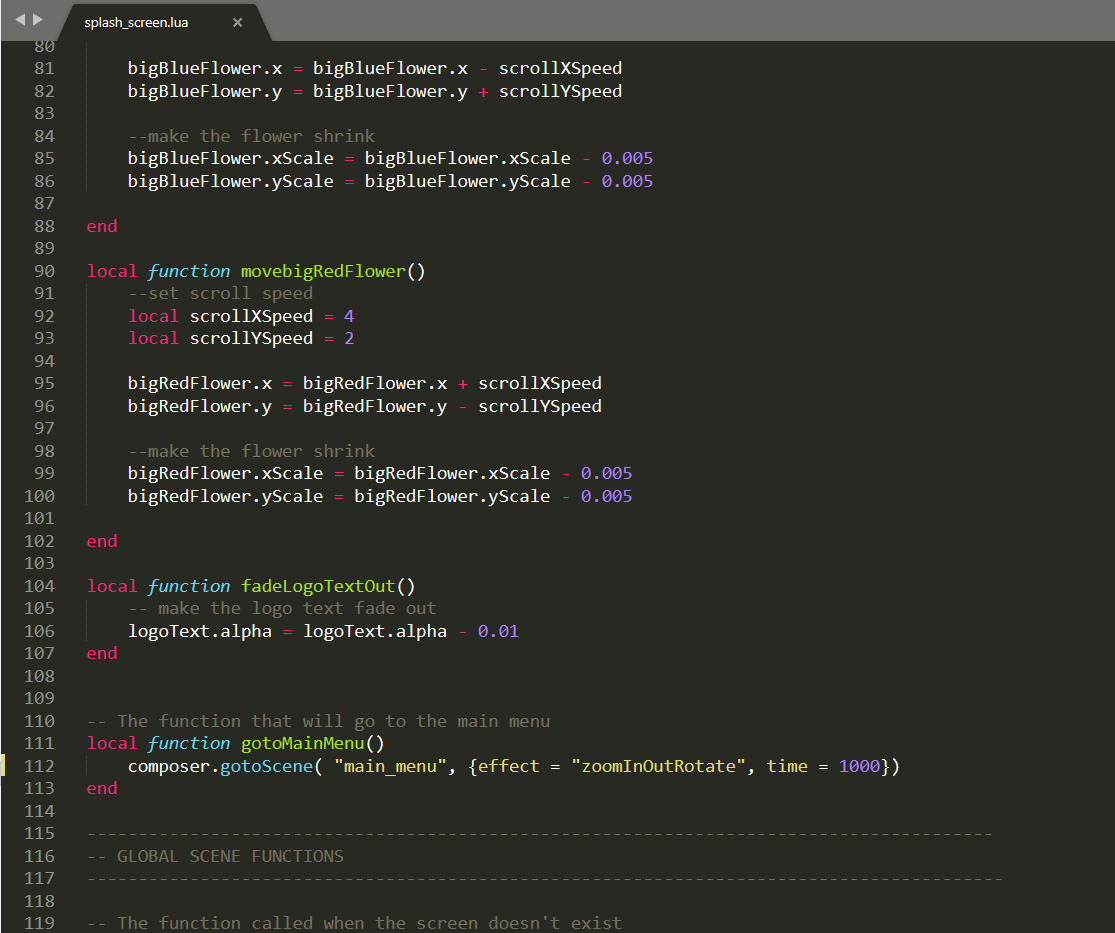 splash_screen.lua ×
80
81 bigBlueFlower.x = bigBlueFlower.x - scrollXSpeed
82 bigBlueFlower.y = bigBlueFlower.y + scrollYSpeed
83
84 --make the flower shrink
85 bigBlueFlower.xScale = bigBlueFlower.xScale - 0.005
86 bigBlueFlower.yScale = bigBlueFlower.yScale - 0.005
87
88 end
89
90 local function movebigRedFlower()
91 --set scroll speed
92 local scrollXSpeed = 4
93 local scrollYSpeed = 2
94
95 bigRedFlower.x = bigRedFlower.x + scrollXSpeed
96 bigRedFlower.y = bigRedFlower.y - scrollYSpeed
97
98 --make the flower shrink
99 bigRedFlower.xScale = bigRedFlower.xScale - 0.005
100 bigRedFlower.yScale = bigRedFlower.yScale - 0.005
101
102 end
103
104 local function fadeLogoTextOut()
105 -- make the logo text fade out
106 logoText.alpha = logoText.alpha - 0.01
107 end
108
109
110 -- The function that will go to the main menu
111 local function gotoMainMenu()
112 composer.gotoScene( "main_menu", {effect = "zoomInOutRotate", time = 1000})
113 end
114
115 ----------------------------------------------------------------------------------------
116 -- GLOBAL SCENE FUNCTIONS
117 -----------------------------------------------------------------------------------------
118
119 -- The function called when the screen doesn't exist